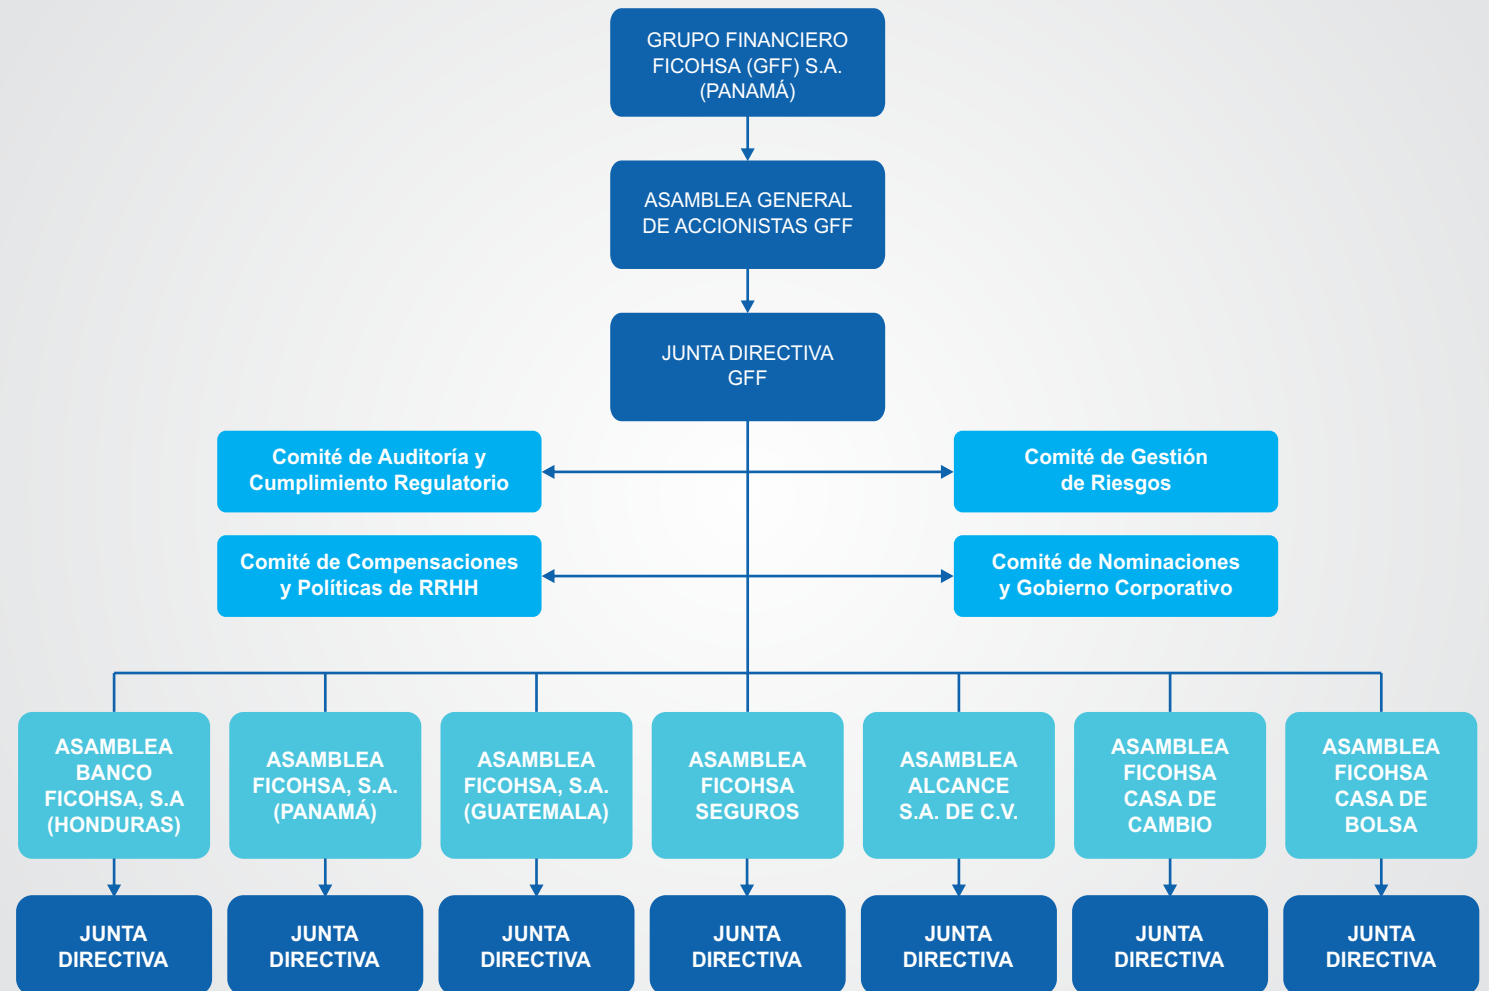 GRUPO FINANCIERO
FICOHSA (GFF) S.A.
(PANAMÁ)
ASAMBLEA GENERAL
DE ACCIONISTAS GFF
JUNTA DIRECTIVA
GFF
Comité de Auditoría y
Cumplimiento Regulatorio
Comité de Gestión
de Riesgos
Comité de Compensaciones
y Políticas de RRHH
Comité de Nominaciones
y Gobierno Corporativo
ASAMBLEA
BANCO
FICOHSA, S.A
(HONDURAS)
ASAMBLEA
FICOHSA, S.A.
(PANAMÁ)
ASAMBLEA
FICOHSA, S.A.
(GUATEMALA)
ASAMBLEA
FICOHSA
SEGUROS
ASAMBLEA
ALCANCE
S.A. DE C.V.
ASAMBLEA
FICOHSA
CASA DE
CAMBIO
ASAMBLEA
FICOHSA
CASA DE
BOLSA
JUNTA
DIRECTIVA
JUNTA
DIRECTIVA
JUNTA
DIRECTIVA
JUNTA
DIRECTIVA
JUNTA
DIRECTIVA
JUNTA
DIRECTIVA
JUNTA
DIRECTIVA